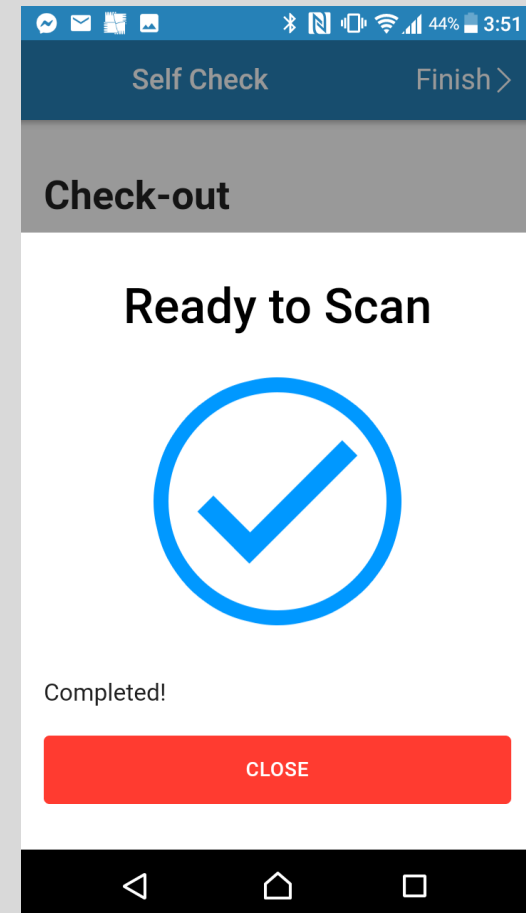 44% 3:51
Self Check Finish
Check-out
Ready to Scan
Completed!
CLOSE